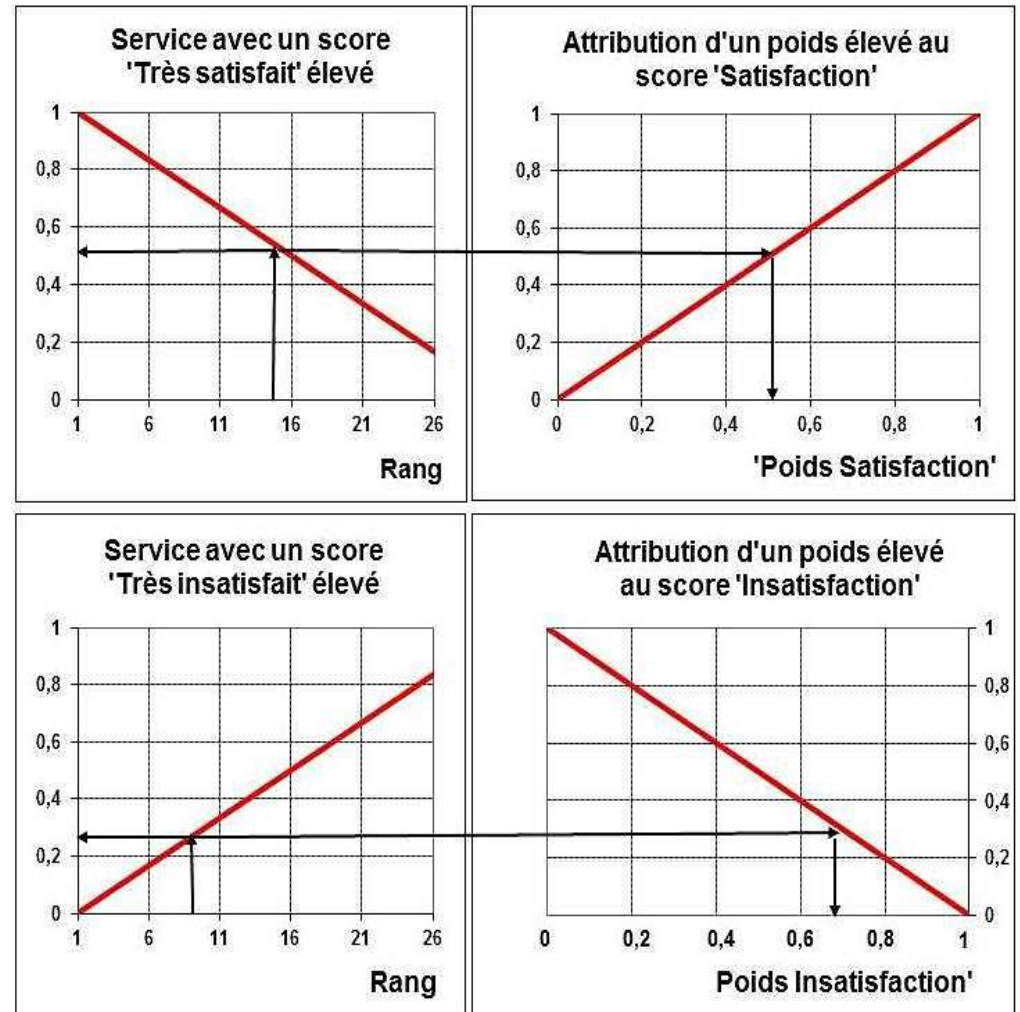 Service avec un score
'Très satisfait' élevé
1
0,8
0,6
0,4
0,2
0
1 6 11 16 21 26
Rang
Attribution d'un poids élevé au
score 'Satisfaction'
1
0,8
0,6
0,4
0,2
0
0 0,2 0,4 0,6 0,8 1
'Poids Satisfaction'
Service avec un score
'Très insatisfait' élevé
1
0,8
0,6
0,4
0,2
0
1 6 11 16 21 26
Rang
Attribution d'un poids élevé
au score 'Insatisfaction'
1
0,8
0,6
0,4
0,2
0
0 0,2 0,4 0,6 0,8 1
Poids Insatisfaction'